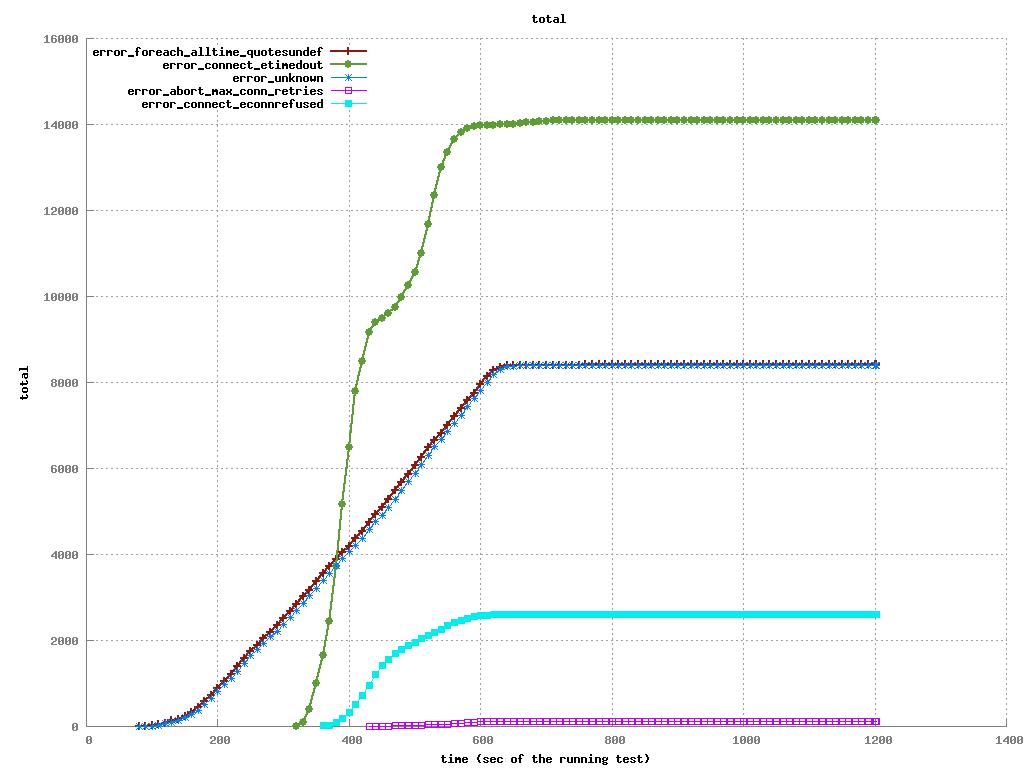 total
16000
14000
12000
10000
8000
6000
4000
2000
0
error_foreach_alltime_quotesundef
error_connect_etimedout
error_unknown
error_abort_max_conn_retries
error_connect_econnrefused
total
0 200 400 600 800 1000 1200 1400
time (sec of the running test)